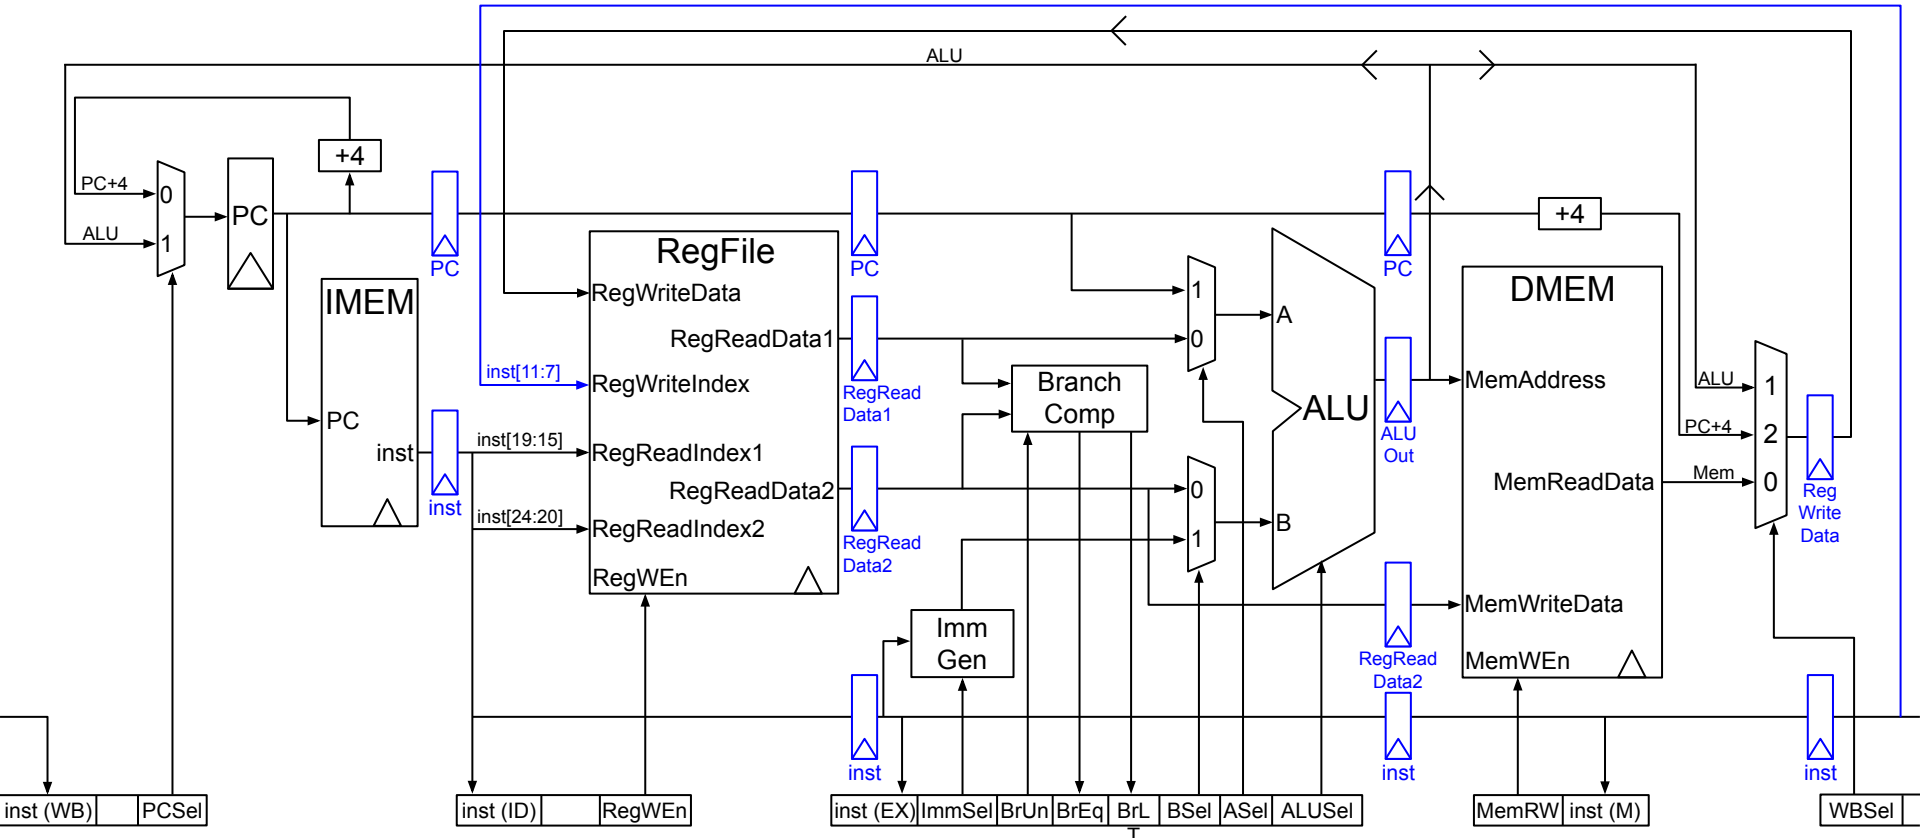 ALU
+4
PC+4
0
ALU
1
PC
PC
IMEM
PC
inst
inst
RegFile
RegWriteData
RegReadData1
inst[11:7]
RegWriteIndex
inst[19:15]
RegReadIndex1
RegReadData2
inst[24:20]
RegReadIndex2
RegWEn
PC
RegRead
Data1
RegRead
Data2
Branch
Comp
Imm
Gen
1
0
0
1
A
ALU
B
PC
ALU
Out
RegRead
Data2
+4
DMEM
MemAddress
MemReadData
MemWriteData
MemWEn
ALU
1
PC+4
2
Mem
0
Reg
Write
Data
inst
inst
inst
inst (WB)
PCSel
inst (ID)
RegWEn
inst (EX)
ImmSel
BrUn
BrEq
BrL
T
BSel
ASel
ALUSel
MemRW
inst (M)
WBSel